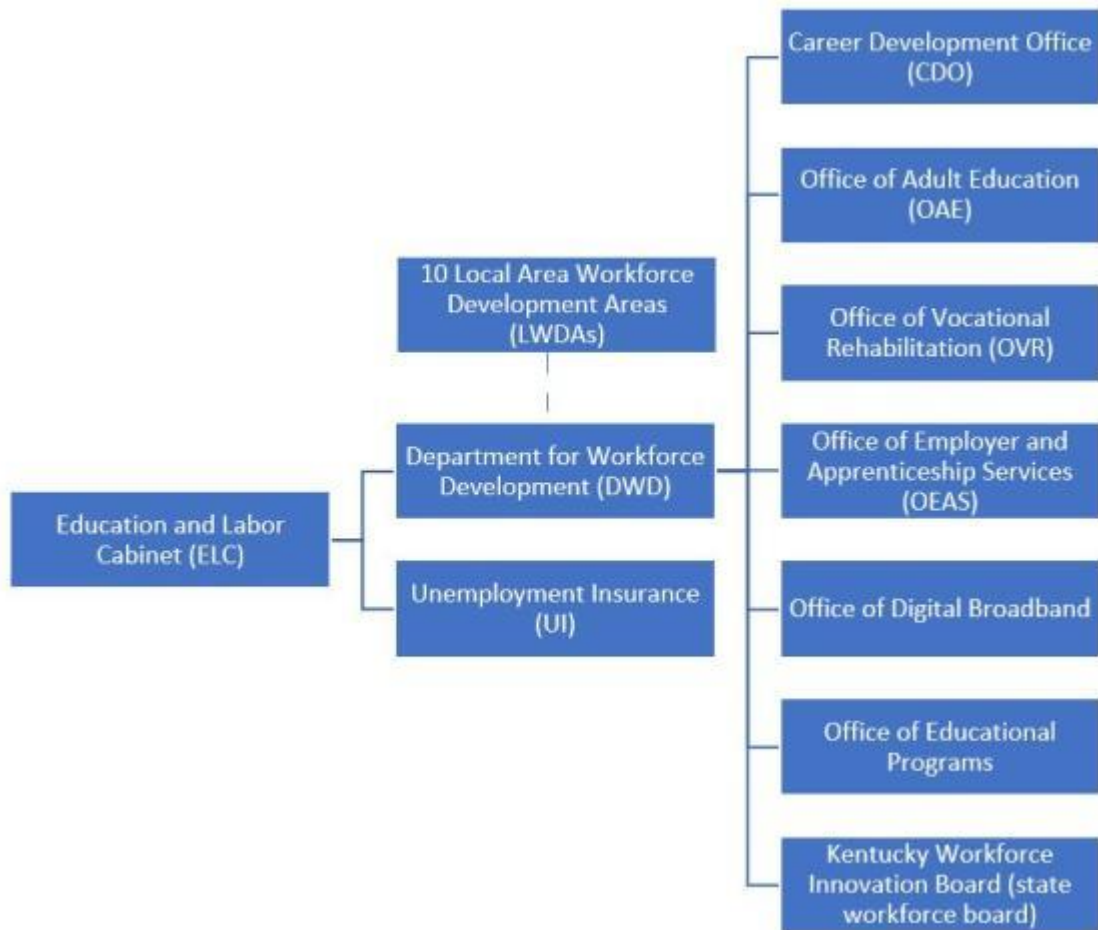 Career Development Office
(CDO)
Office of Adult Education
(OAE)
10 Local Area Workforce
Development Areas
(LWDAs)
Office of Vocational
Rehabilitation (OVR)
Department for Workforce
Development (DWD)
Office of Employer and
Apprenticeship Services
(OEAS)
Education and Labor
Cabinet (ELC)
Unemployment Insurance
(UI)
Office of Digital Broadband
Office of Educational
Programs
Kentucky Workforce
Innovation Board (state
workforce board)